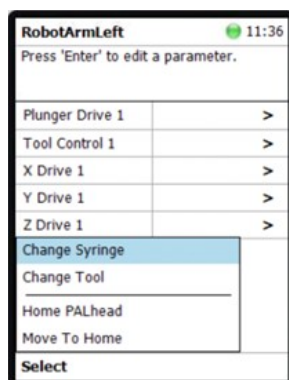 RobotArmLeft 11:36
Press 'Enter' to edit a parameter.
Plunger Drive 1 >
Tool Control 1 >
X Drive 1 >
Y Drive 1 >
Z Drive 1 >
Change Syringe
Change Tool
Home PALhead
Move To Home
Select